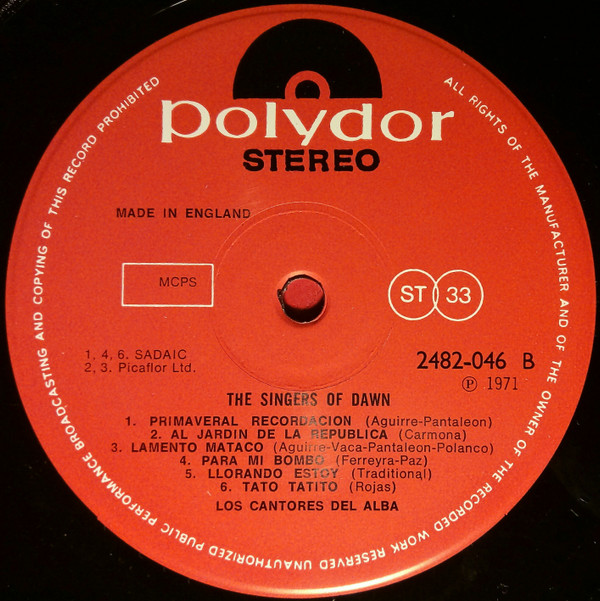 polydor
STEREO
MADE IN ENGLAND
MCPS
ST 33
1, 4, 6. SADAIC
2, 3. Picaflor Ltd.
2482-046 B
Ⓟ 1971
THE SINGERS OF DAWN
1. PRIMAVERAL RECORDACION (Aguirre-Pantaleon)
2. AL JARDIN DE LA REPUBLICA (Carmona)
3. LAMENTO MATACO (Aguirre-Vaca-Pantaleon-Polanco)
4. PARA MI BOMBO (Ferreyra-Paz)
5. LLORANDO ESTOY (Traditional)
6. TATO TATITO (Rojas)
LOS CANTORES DEL ALBA
ALL RIGHTS OF THE MANUFACTURER AND OF THE OWNER OF THE RECORDED WORK RESERVED UNAUTHORIZED PUBLIC PERFORMANCE BROADCASTING AND COPYING OF THIS RECORD PROHIBITED